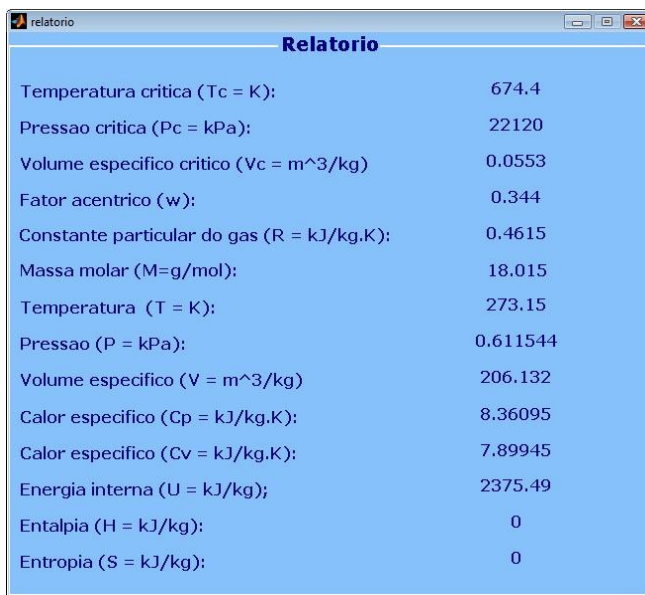 relatorio
Relatorio
Temperatura critica (Tc = K): 674.4
Pressao critica (Pc = kPa): 22120
Volume especifico critico (Vc = m^3/kg) 0.0553
Fator acentrico (w): 0.344
Constante particular do gas (R = kJ/kg.K): 0.4615
Massa molar (M=g/mol): 18.015
Temperatura (T = K): 273.15
Pressao (P = kPa): 0.611544
Volume especifico (V = m^3/kg) 206.132
Calor especifico (Cp = kJ/kg.K): 8.36095
Calor especifico (Cv = kJ/kg.K): 7.89945
Energia interna (U = kJ/kg); 2375.49
Entalpia (H = kJ/kg): 0
Entropia (S = kJ/kg): 0